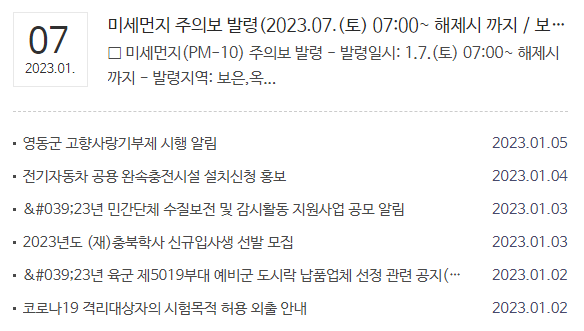 07
2023.01.
미세먼지 주의보 발령(2023.07.(토) 07:00~ 해제시 까지 / 보…
□ 미세먼지(PM-10) 주의보 발령 - 발령일시: 1.7.(토) 07:00~ 해제시
까지 - 발령지역: 보은,옥...
영동군 고향사랑기부제 시행 알림 2023.01.05
전기자동차 공용 완속충전시설 설치신청 홍보 2023.01.04
&#039;23년 민간단체 수질보전 및 감시활동 지원사업 공모 알림 2023.01.03
2023년도 (재)충북학사 신규입사생 선발 모집 2023.01.03
&#039;23년 육군 제5019부대 예비군 도시락 납품업체 선정 관련 공지(… 2023.01.02
코로나19 격리대상자의 시험목적 허용 외출 안내 2023.01.02